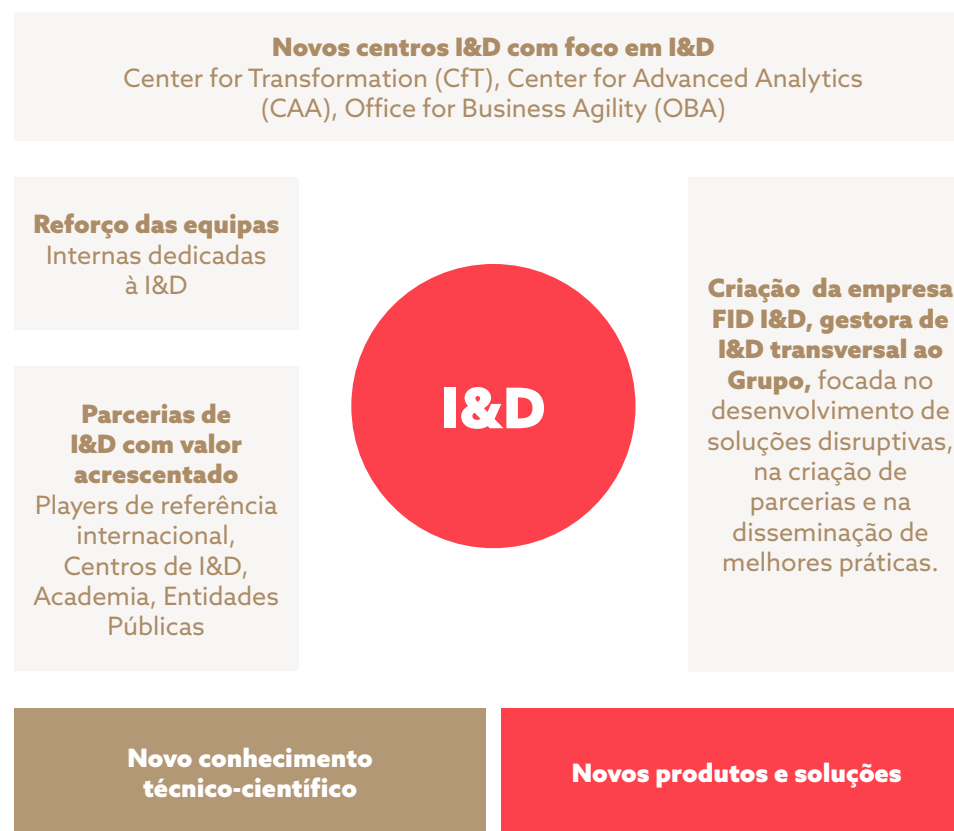 Novos centros I&D com foco em I&D
Center for Transformation (CfT), Center for Advanced Analytics
(CAA), Office for Business Agility (OBA)
Reforço das equipas
Internas dedicadas
à I&D
Parcerias de
I&D com valor
acrescentado
Players de referência
internacional,
Centros de I&D,
Academia, Entidades
Públicas
I&D
Criação da empresa
FID I&D, gestora de
I&D transversal ao
Grupo, focada no
desenvolvimento de
soluções disruptivas,
na criação de
parcerias e na
disseminação de
melhores práticas.
Novo conhecimento
técnico-científico
Novos produtos e soluções